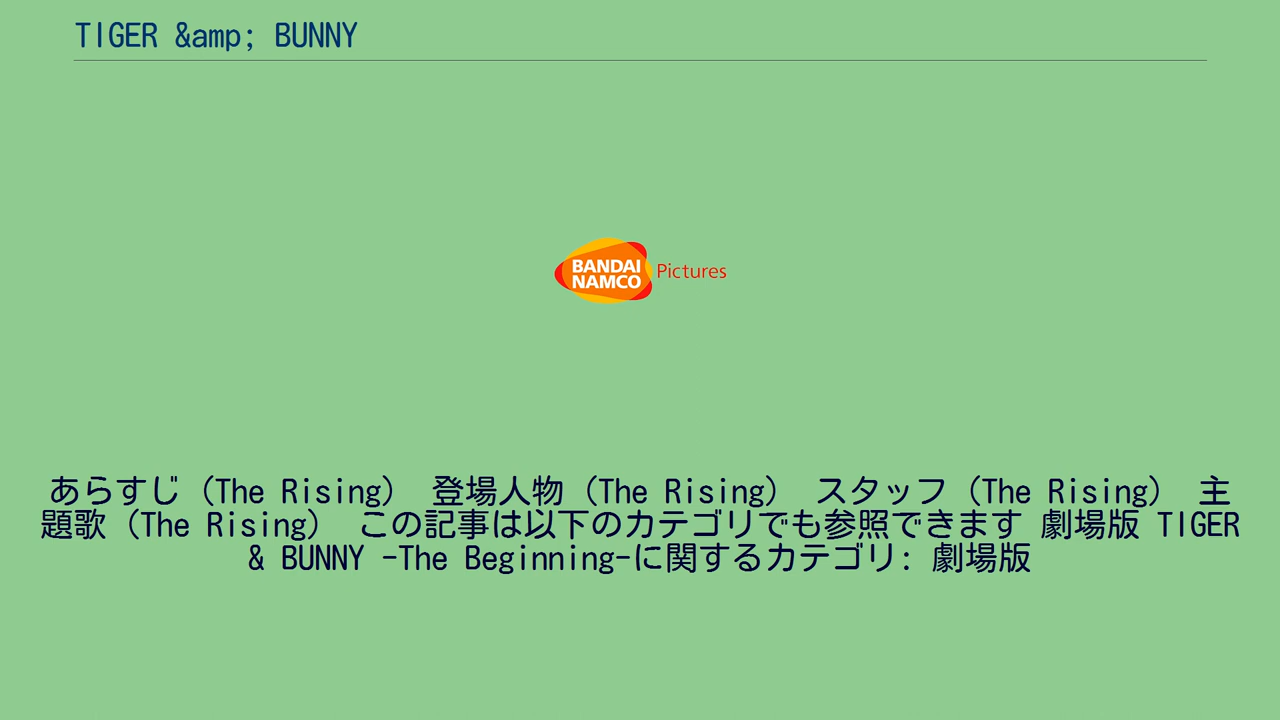 TIGER &amp; BUNNY
BANDAI
NAMCO
Pictures
あらすじ（The Rising） 登場人物（The Rising） スタッフ（The Rising） 主
題歌（The Rising） この記事は以下のカテゴリでも参照できます 劇場版 TIGER
& BUNNY -The Beginning-に関するカテゴリ: 劇場版